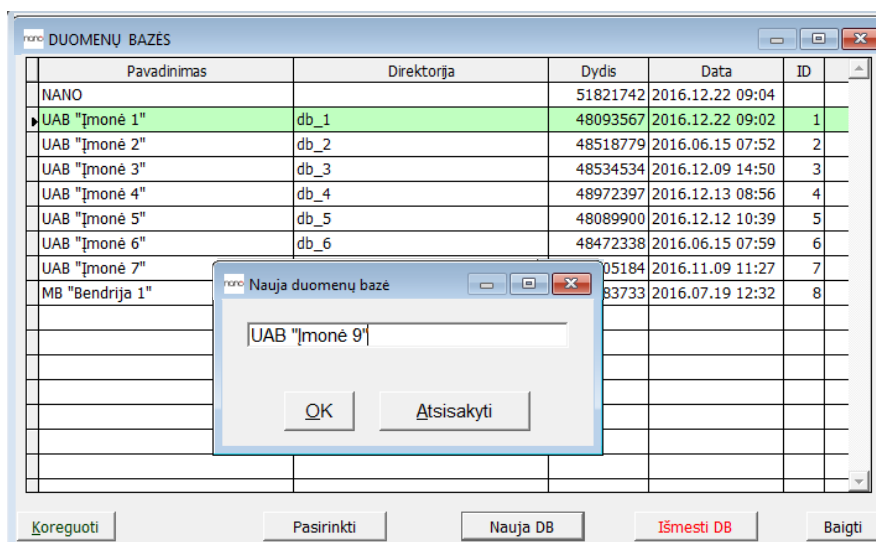 nano DUOMENŲ BAZĖS
Pavadinimas Direktorija Dydis Data ID
NANO 51821742 2016.12.22 09:04
UAB "Įmonė 1" db_1 48093567 2016.12.22 09:02 1
UAB "Įmonė 2" db_2 48518779 2016.06.15 07:52 2
UAB "Įmonė 3" db_3 48534534 2016.12.09 14:50 3
UAB "Įmonė 4" db_4 48972397 2016.12.13 08:56 4
UAB "Įmonė 5" db_5 48089900 2016.12.12 10:39 5
UAB "Įmonė 6" db_6 48472338 2016.06.15 07:59 6
UAB "Įmonė 7" 05184 2016.11.09 11:27 7
MB "Bendrija 1" 83733 2016.07.19 12:32 8
nano Nauja duomenų bazė
UAB "Įmonė 9"
OK Atsisakyti
Koreguoti Pasirinkti Nauja DB Išmesti DB Baigti